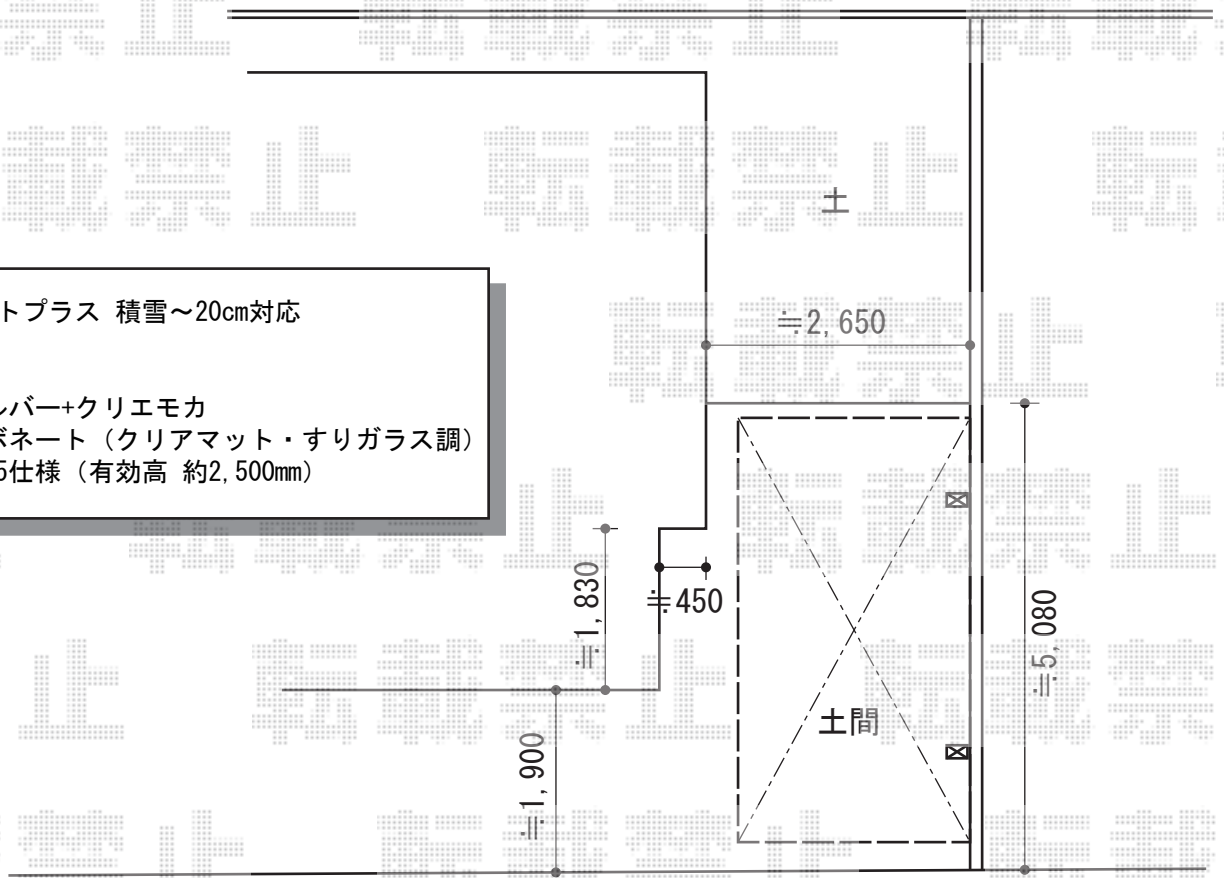 土
≒2,650
トプラス 積雪～20cm対応
ルバー+クリエモカ
ボネート（クリアマット・すりガラス調）
5仕様（有効高 約2,500mm）
≒1,830
≒450
≒5,080
土間
≒1,900
転載禁止